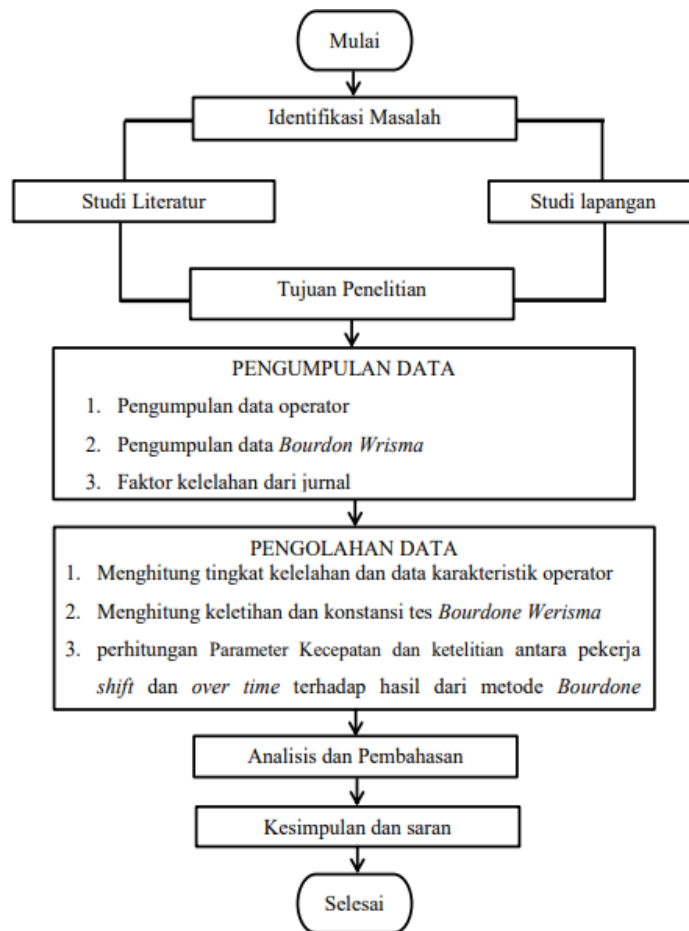 Mulai
Identifikasi Masalah
Studi Literatur
Studi lapangan
Tujuan Penelitian
PENGUMPULAN DATA
1. Pengumpulan data operator
2. Pengumpulan data Bourdon Wrisma
3. Faktor kelelahan dari jurnal
PENGOLAHAN DATA
1. Menghitung tingkat kelelahan dan data karakteristik operator
2. Menghitung keletihan dan konstansi tes Bourdone Werisma
3. perhitungan Parameter Kecepatan dan ketelitian antara pekerja
shift dan over time terhadap hasil dari metode Bourdone
Analisis dan Pembahasan
Kesimpulan dan saran
Selesai